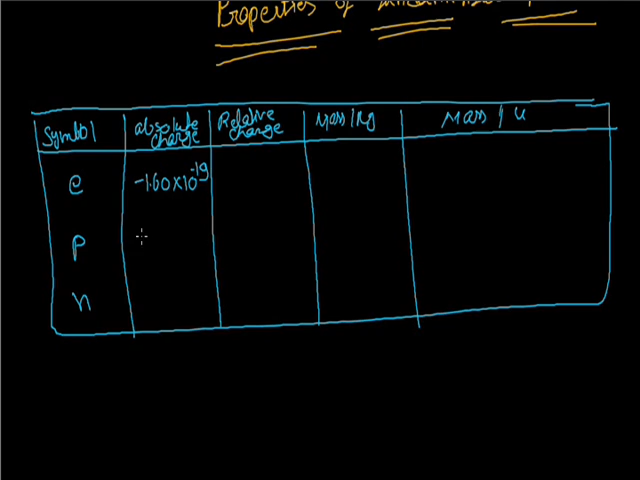 Properties of
Symbol absolute charge Relative charge Mass/Kg Mass/u
e -1.60×10⁻¹⁹
p
n